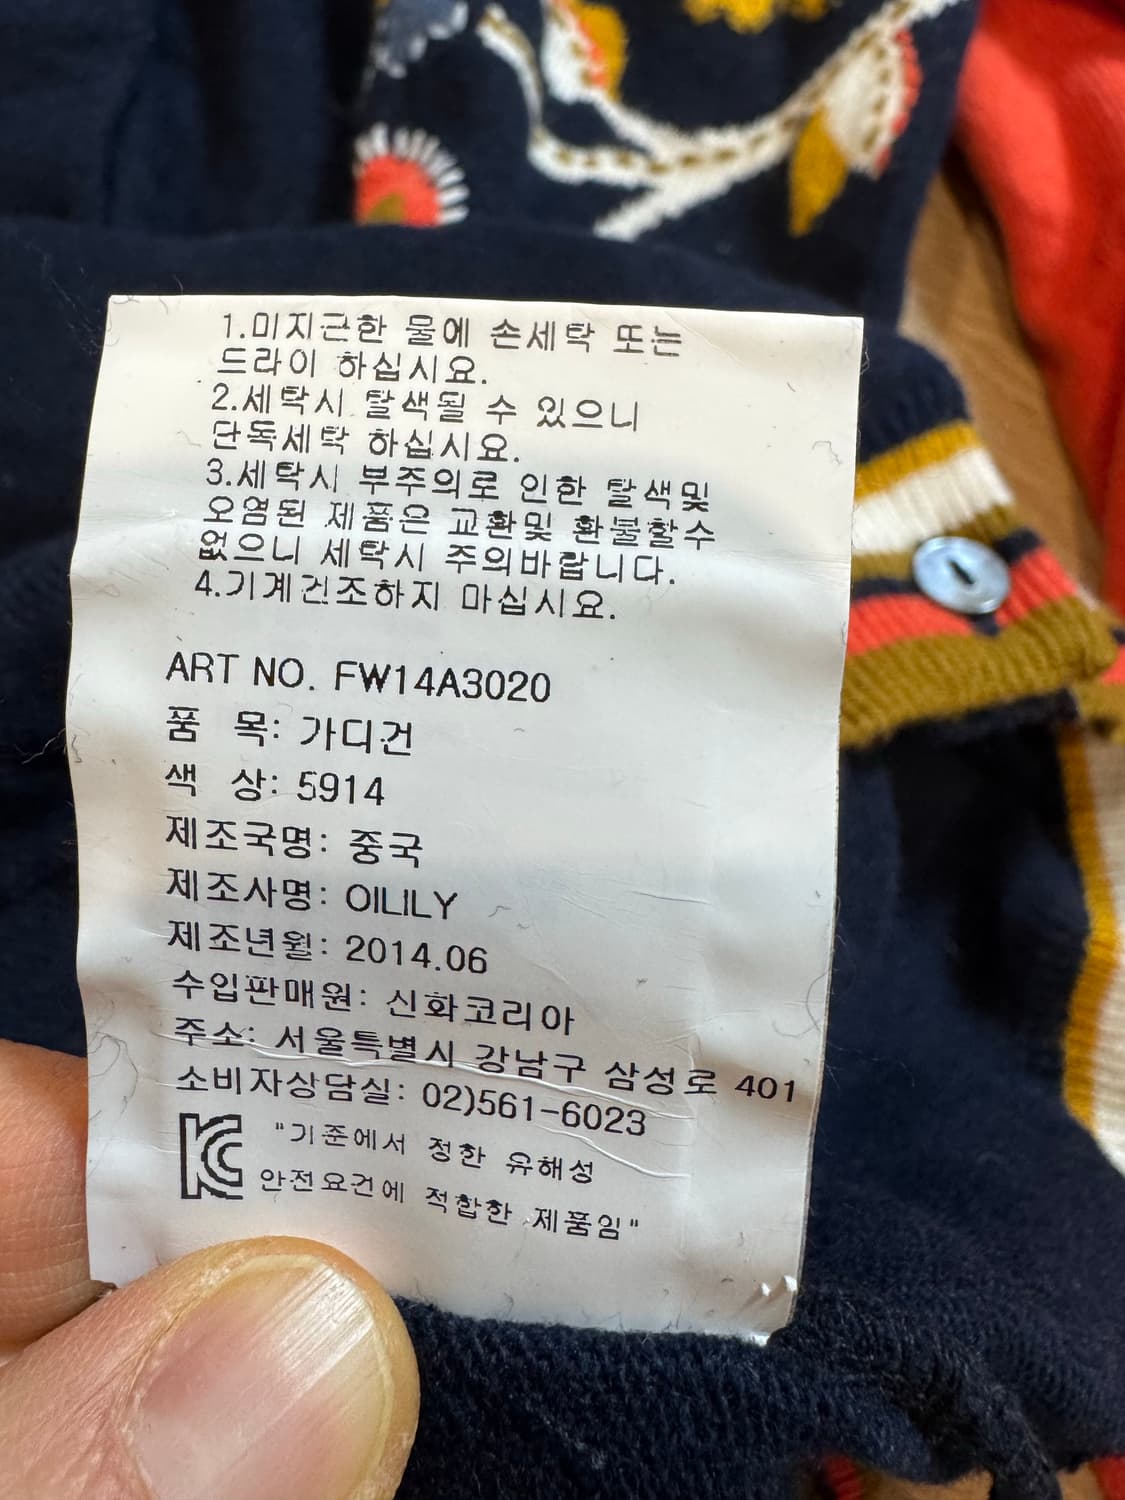 1.미지근한 물에 손세탁 또는
드라이 하십시요.
2.세탁시 탈색될 수 있으니
단독세탁 하십시요.
3.세탁시 부주의로 인한 탈색및
오염된 제품은 교환및 환불할수
없으니 세탁시 주의바랍니다.
4.기계건조하지 마십시요.
ART NO. FW14A3020
품 목: 가디건
색 상: 5914
제조국명: 중국
제조사명: OILILY
제조년월: 2014.06
수입판매원: 신화코리아
주소: 서울특별시 강남구 삼성로 401
소비자상담실: 02)561-6023
KC "기준에서 정한 유해성
안전요건에 적합한 제품임"